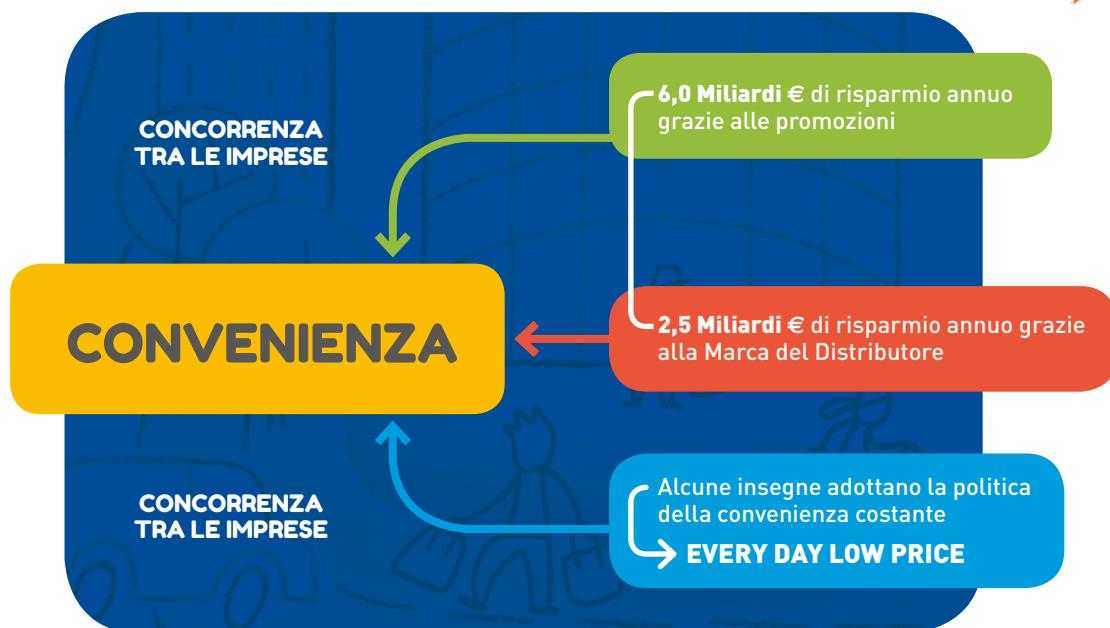 CONCORRENZA
TRA LE IMPRESE
6,0 Miliardi € di risparmio annuo
grazie alle promozioni
CONVENIENZA
2,5 Miliardi € di risparmio annuo grazie
alla Marca del Distributore
CONCORRENZA
TRA LE IMPRESE
Alcune insegne adottano la politica
della convenienza costante
EVERY DAY LOW PRICE